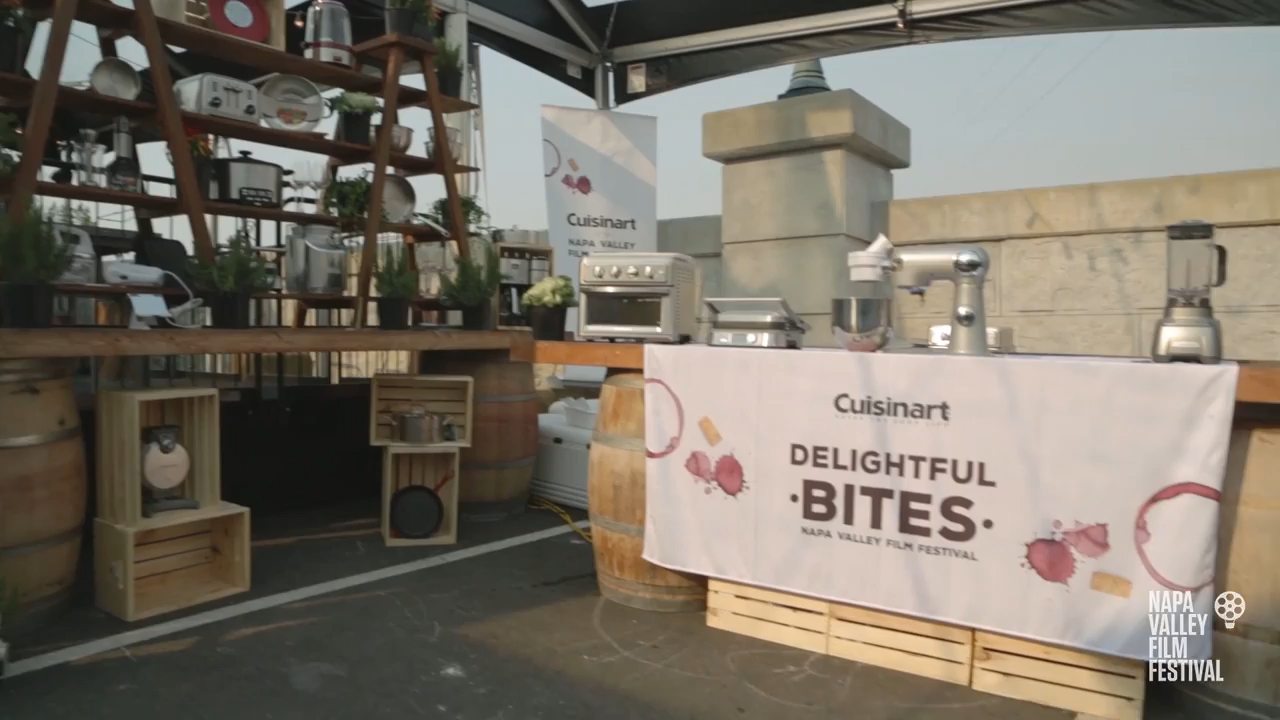 Cuisinart
NAPA VALLEY
Cuisinart
DELIGHTFUL
·BITES·
NAPA VALLEY FILM FESTIVAL
NAPA
VALLEY
FILM
FESTIVAL